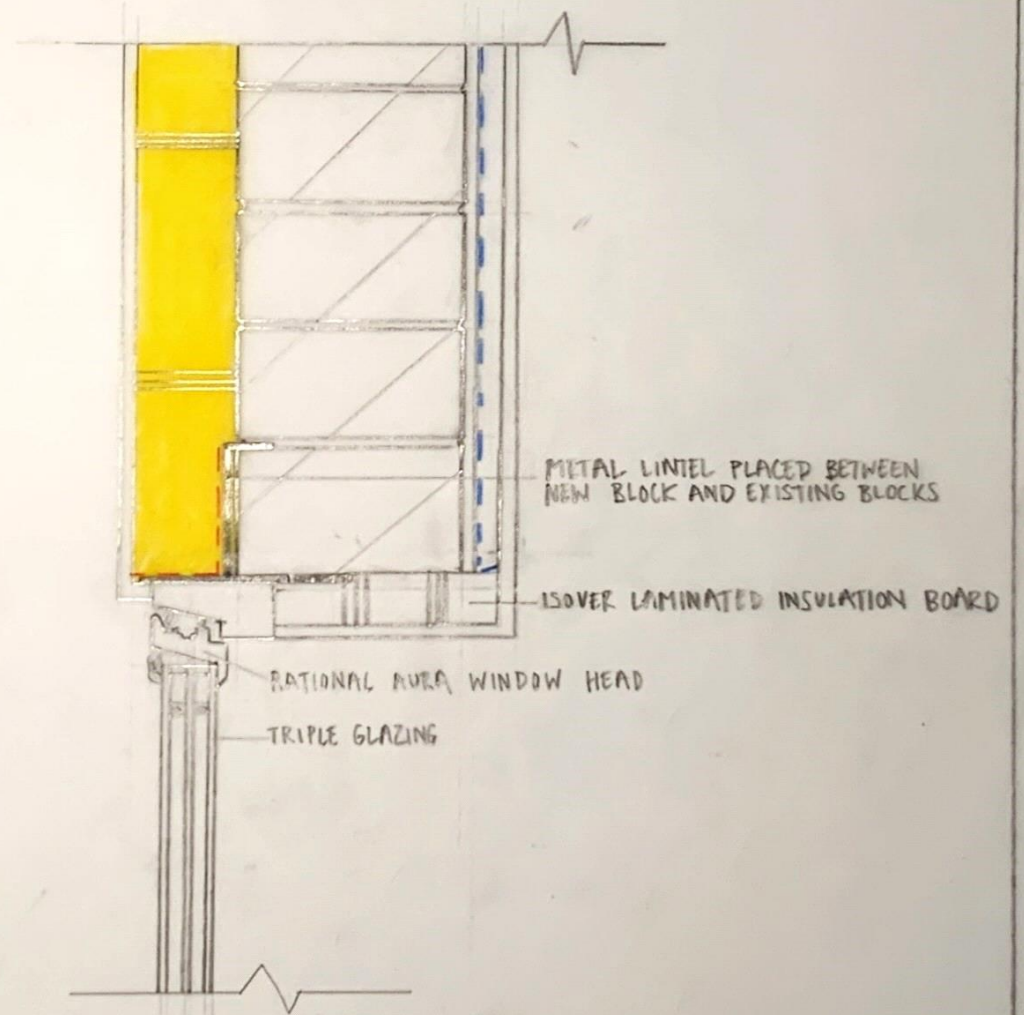 METAL LINTEL PLACED BETWEEN
NEW BLOCK AND EXISTING BLOCKS
ISOVER LAMINATED INSULATION BOARD
RATIONAL AURA WINDOW HEAD
TRIPLE GLAZING